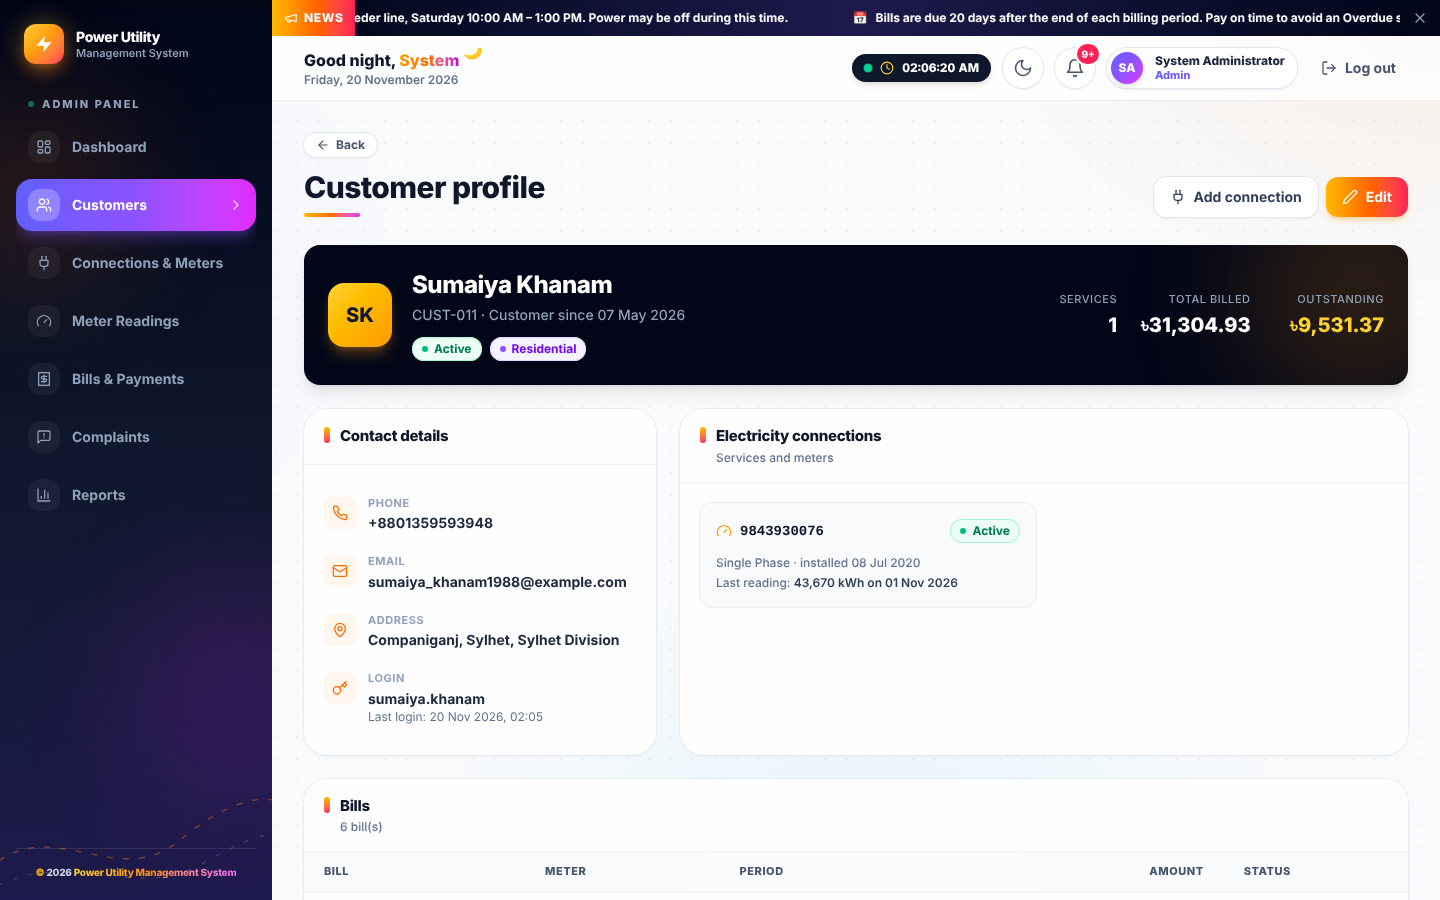 Power Utility
Management System
ADMIN PANEL
Dashboard
Customers
Connections & Meters
Meter Readings
Bills & Payments
Complaints
Reports
© 2026 Power Utility Management System
NEWS
line, Saturday 10:00 AM – 1:00 PM. Power may be off during this time.
📅 Bills are due 20 days after the end of each billing period. Pay on time to avoid an Overdue
Good night, System 🌙
Friday, 20 November 2026
02:06:20 AM
9+
SA
System Administrator
Admin
Log out
Back
Customer profile
Add connection
Edit
SK
Sumaiya Khanam
CUST-011 · Customer since 07 May 2026
Active
Residential
SERVICES
1
TOTAL BILLED
৳31,304.93
OUTSTANDING
৳9,531.37
Contact details
PHONE
+8801359593948
EMAIL
sumaiya_khanam1988@example.com
ADDRESS
Companiganj, Sylhet, Sylhet Division
LOGIN
sumaiya.khanam
Last login: 20 Nov 2026, 02:05
Electricity connections
Services and meters
9843930076
Active
Single Phase · installed 08 Jul 2020
Last reading: 43,670 kWh on 01 Nov 2026
Bills
6 bill(s)
BILL METER PERIOD AMOUNT STATUS